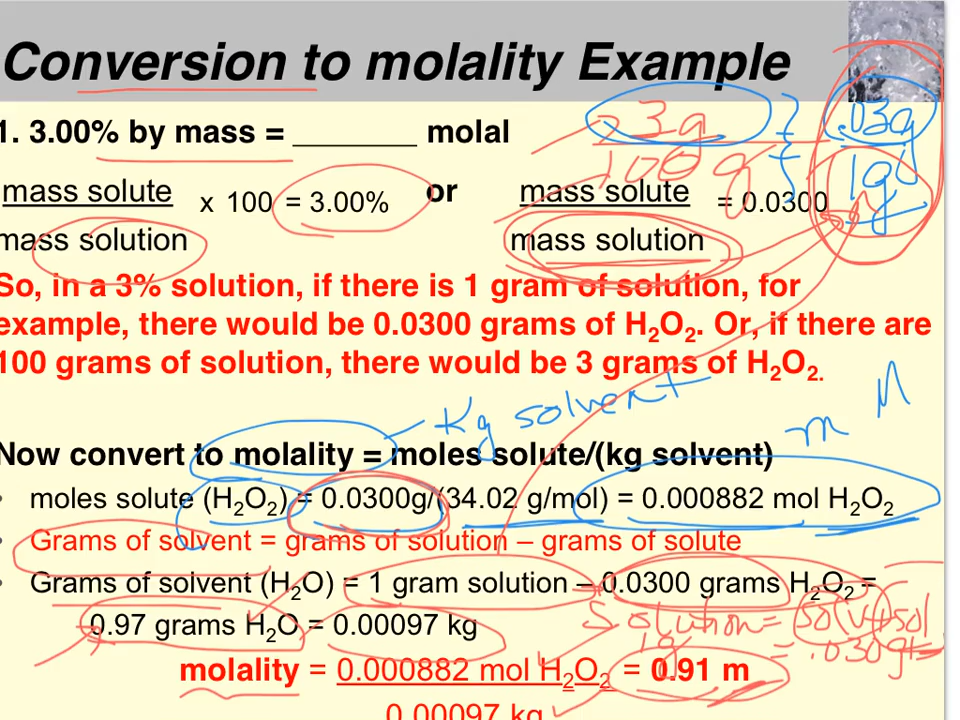 Conversion to molality Example
1. 3.00% by mass = _______ molal
3g
100g
.03g
1g
mass solute
mass solution
x 100 = 3.00%
or
mass solute
mass solution
= 0.0300
So, in a 3% solution, if there is 1 gram of solution, for
example, there would be 0.0300 grams of H₂O₂. Or, if there are
100 grams of solution, there would be 3 grams of H₂O₂.
Kg solvent
m M
Now convert to molality = moles solute/(kg solvent)
• moles solute (H₂O₂) = 0.0300g/(34.02 g/mol) = 0.000882 mol H₂O₂
• Grams of solvent = grams of solution – grams of solute
• Grams of solvent (H₂O) = 1 gram solution – 0.0300 grams H₂O₂ =
0.97 grams H₂O = 0.00097 kg
Solution = solv + sol
1g = .030g +
molality = 0.000882 mol H₂O₂ = 0.91 m
0.00097 kg